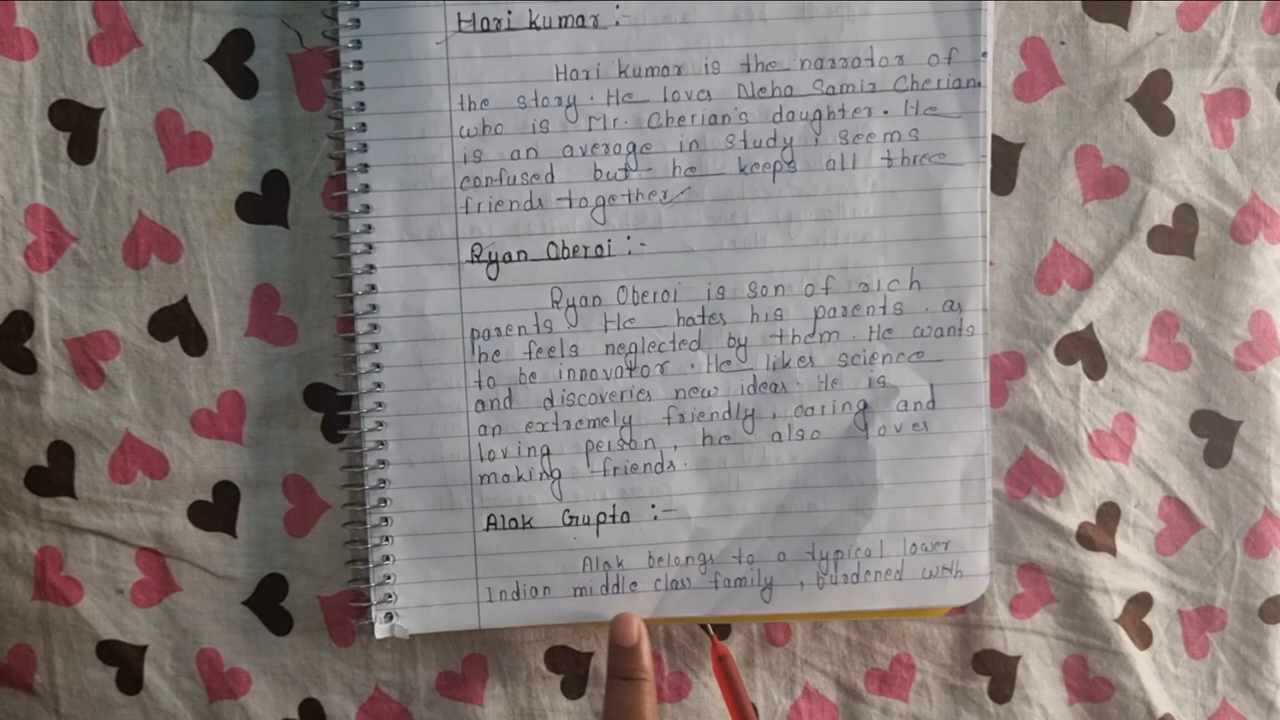 Hari Kumar :-
Hari Kumar is the narrator of
the story. He loves Neha Samir Cherian.
who is Mr. Cherian's daughter. He
is an average in study, seems
confused but he keeps all three
friends together
Ryan Oberoi :-
Ryan Oberoi is son of rich
parents. He hates his parents. as
he feels neglected by them. He wants
to be innovator. He likes science
and discoveries new ideas. He is
an extremely friendly, caring and
loving person, he also loves
making friends.
Alok Gupta :-
Alok belongs to a typical lower
Indian middle class family, burdened with